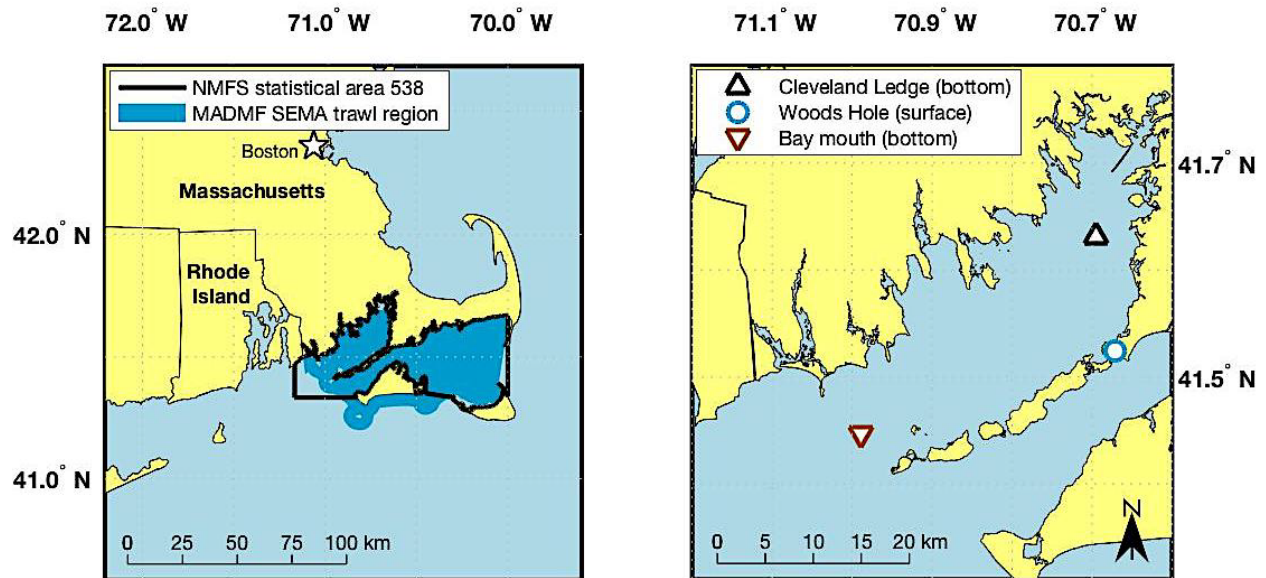 72.0° W 71.0° W 70.0° W
NMFS statistical area 538
MADMF SEMA trawl region
Boston
Massachusetts
Rhode
Island
42.0° N
41.0° N
0 25 50 75 100 km
71.1° W 70.9° W 70.7° W
Cleveland Ledge (bottom)
Woods Hole (surface)
Bay mouth (bottom)
41.7° N
41.5° N
N
0 5 10 15 20 km